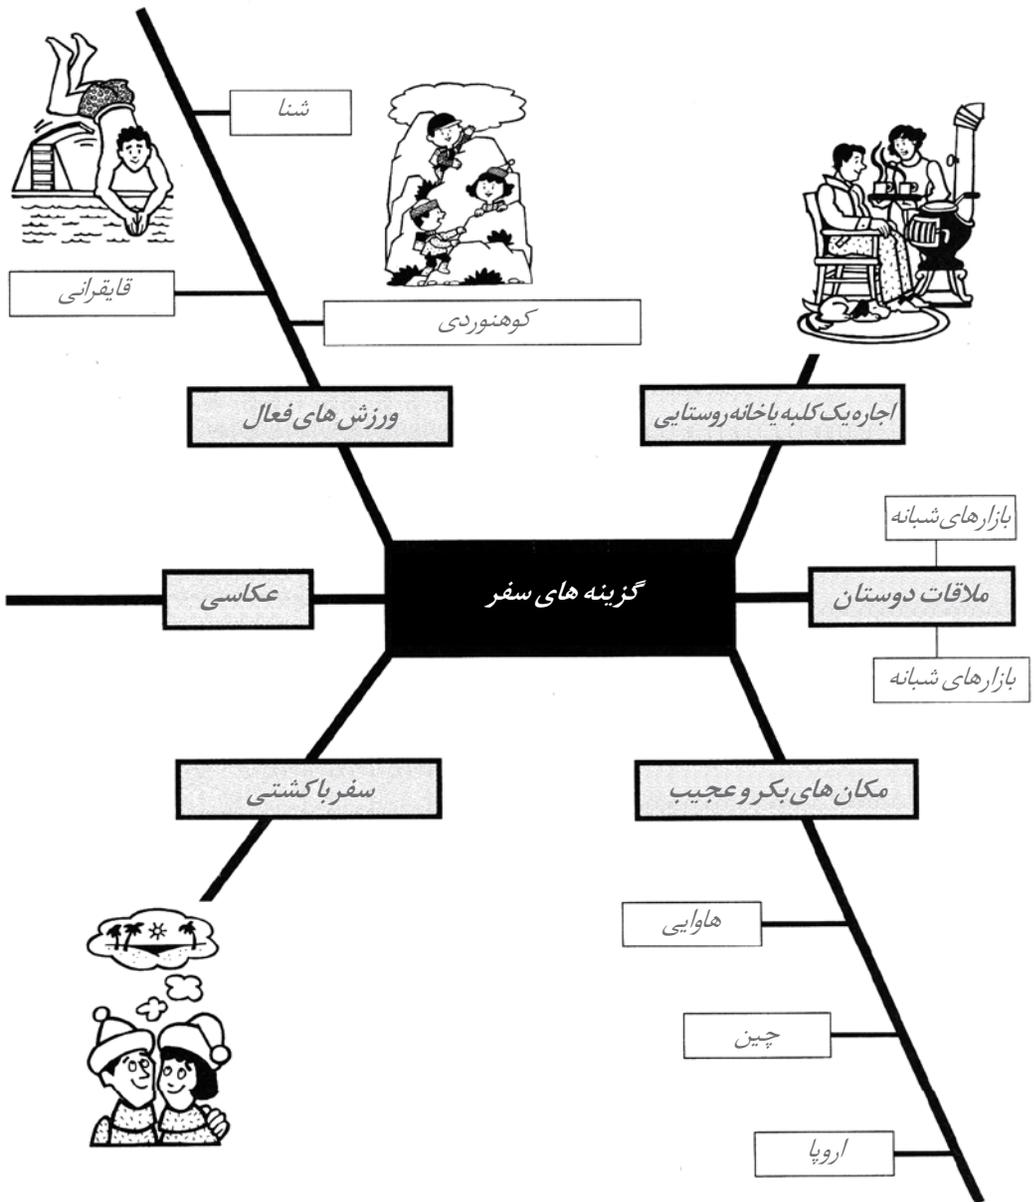 شنا
قایقرانی
کوهنوردی
ورزش های فعال
اجاره یک کلبه یا خانه روستایی
بازارهای شبانه
گزینه های سفر
عکاسی
ملاقات دوستان
بازارهای شبانه
سفر با کشتی
مکان های بکر و عجیب
هاوایی
چین
اروپا